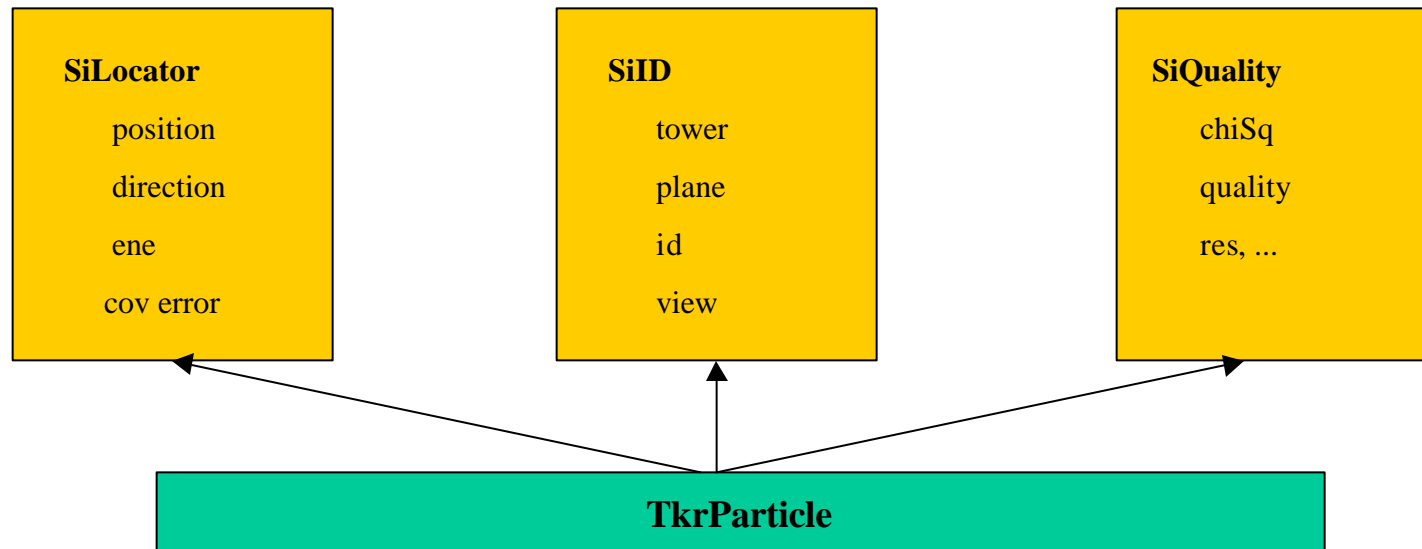 SiLocator
position
direction
ene
cov error
SiID
tower
plane
id
view
SiQuality
chiSq
quality
res, ...
TkrParticle